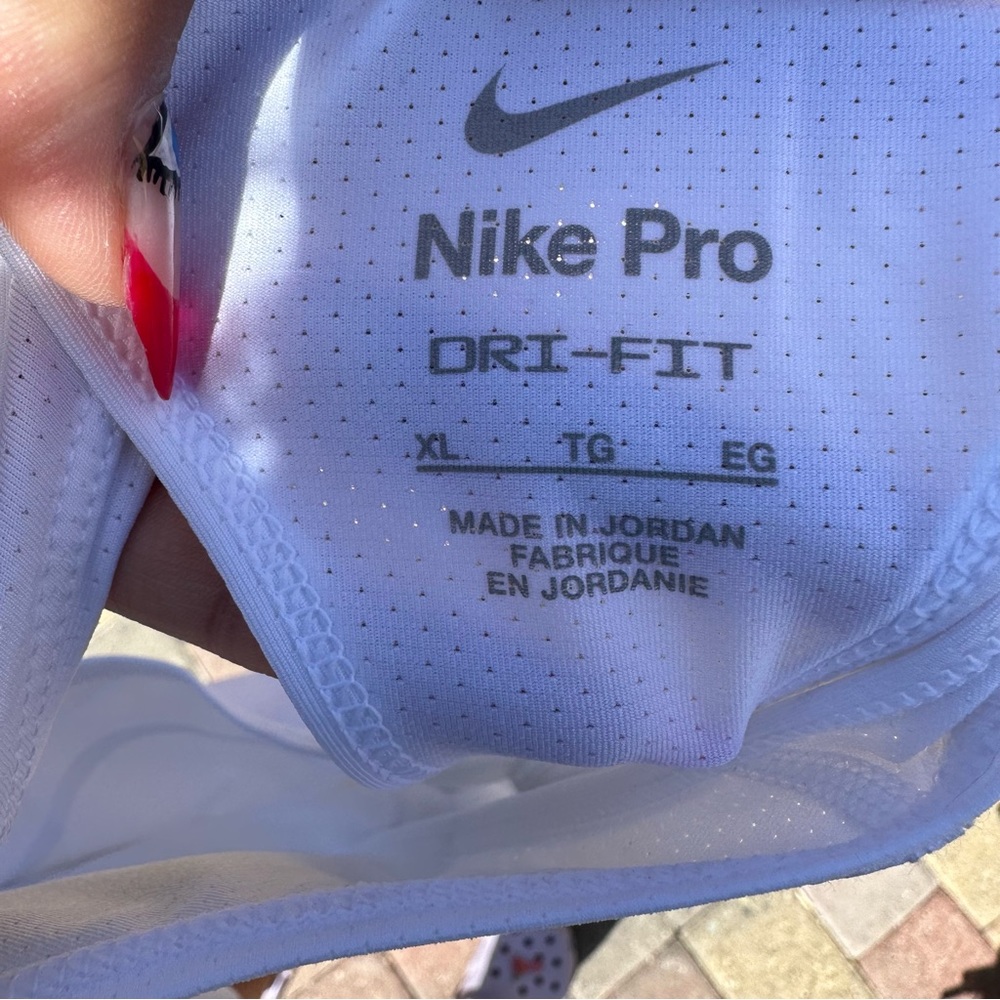 Nike Pro
DRI-FIT
XL TG EG
MADE IN JORDAN
FABRIQUE
EN JORDANIE